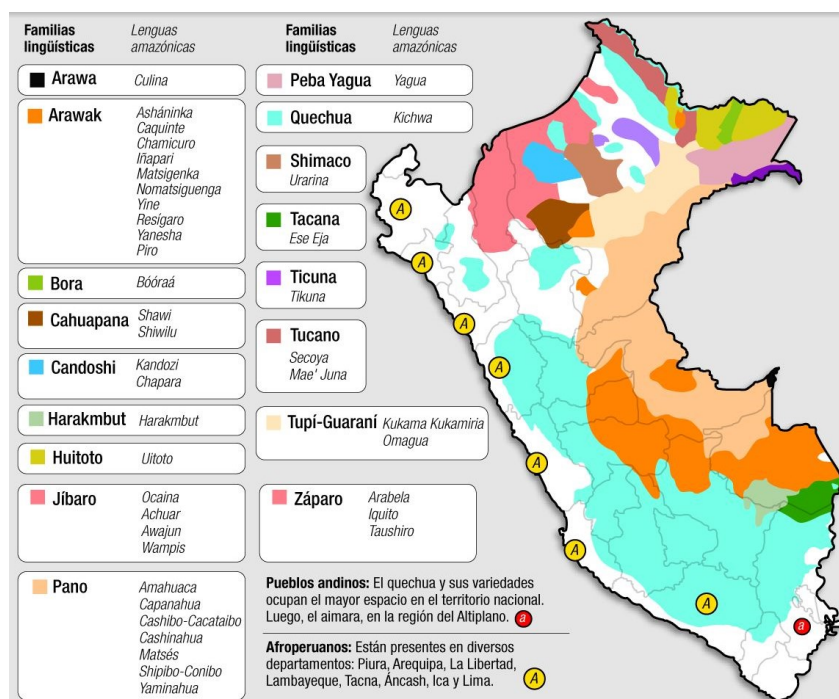 Familias
lingüísticas
Lenguas
amazónicas
Arawa
Culina
Arawak
Asháninka
Caquinte
Chamicuro
Iñapari
Matsigenka
Nomatsiguenga
Yine
Resígaro
Yanesha
Piro
Bora
Bóóraá
Cahuapana
Shawi
Shiwilu
Candoshi
Kandozi
Chapara
Harakmbut
Harakmbut
Huitoto
Uitoto
Jíbaro
Ocaina
Achuar
Awajun
Wampis
Pano
Amahuaca
Capanahua
Cashibo-Cacataibo
Cashinahua
Matsés
Shipibo-Conibo
Yaminahua
Familias
lingüísticas
Lenguas
amazónicas
Peba Yagua
Yagua
Quechua
Kichwa
Shimaco
Urarina
Tacana
Ese Eja
Ticuna
Tikuna
Tucano
Secoya
Mae' Juna
Tupí-Guaraní
Kukama Kukamiria
Omagua
Záparo
Arabela
Iquito
Taushiro
Pueblos andinos: El quechua y sus variedades
ocupan el mayor espacio en el territorio nacional.
Luego, el aimara, en la región del Altiplano. a
Afroperuanos: Están presentes en diversos
departamentos: Piura, Arequipa, La Libertad,
Lambayeque, Tacna, Áncash, Ica y Lima. A
A
A
A
A
A
A
A
a